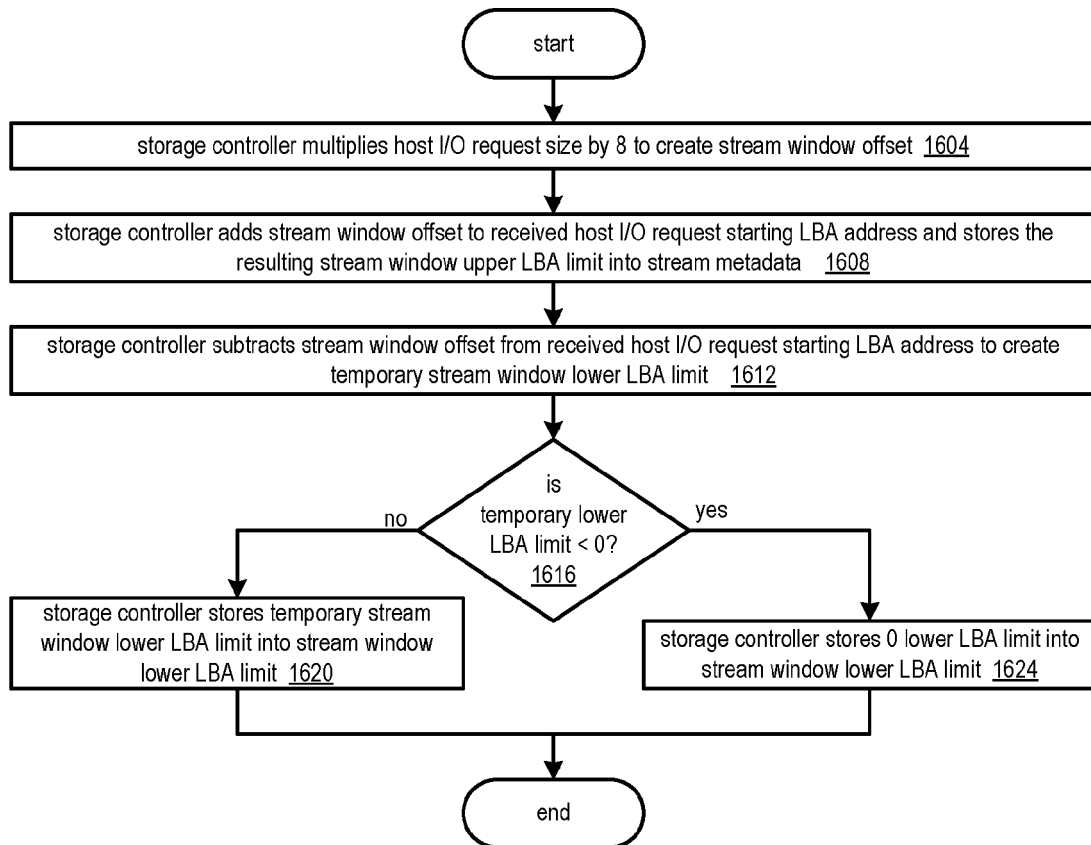 start
storage controller multiplies host I/O request size by 8 to create stream window offset 1604
storage controller adds stream window offset to received host I/O request starting LBA address and stores the
resulting stream window upper LBA limit into stream metadata 1608
storage controller subtracts stream window offset from received host I/O request starting LBA address to create
temporary stream window lower LBA limit 1612
is
temporary lower
LBA limit < 0?
1616
no
yes
storage controller stores temporary stream
window lower LBA limit into stream window
lower LBA limit 1620
storage controller stores 0 lower LBA limit into
stream window lower LBA limit 1624
end